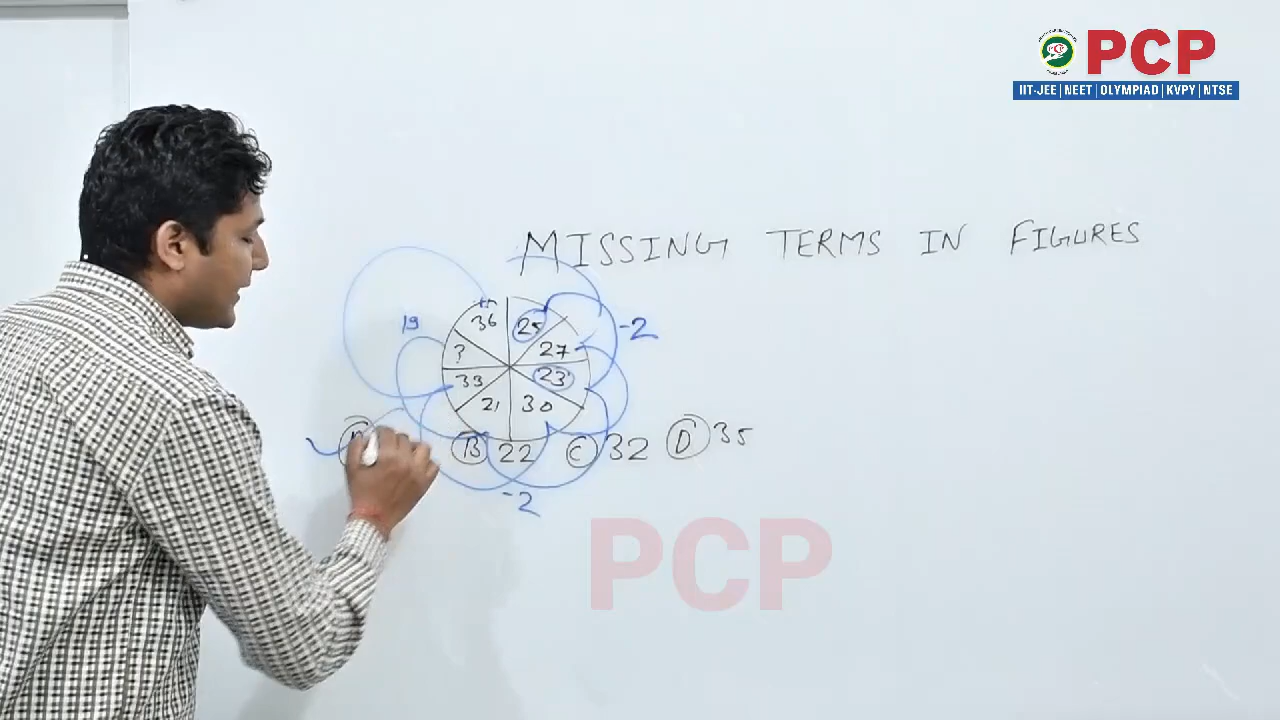 PCP
IIT-JEE | NEET | OLYMPIAD | KVPY | NTSE
MISSING TERMS IN FIGURES
19 36 25 -2
? 27
33 23
21 30
B 22 C 32 D 35
-2
PCP